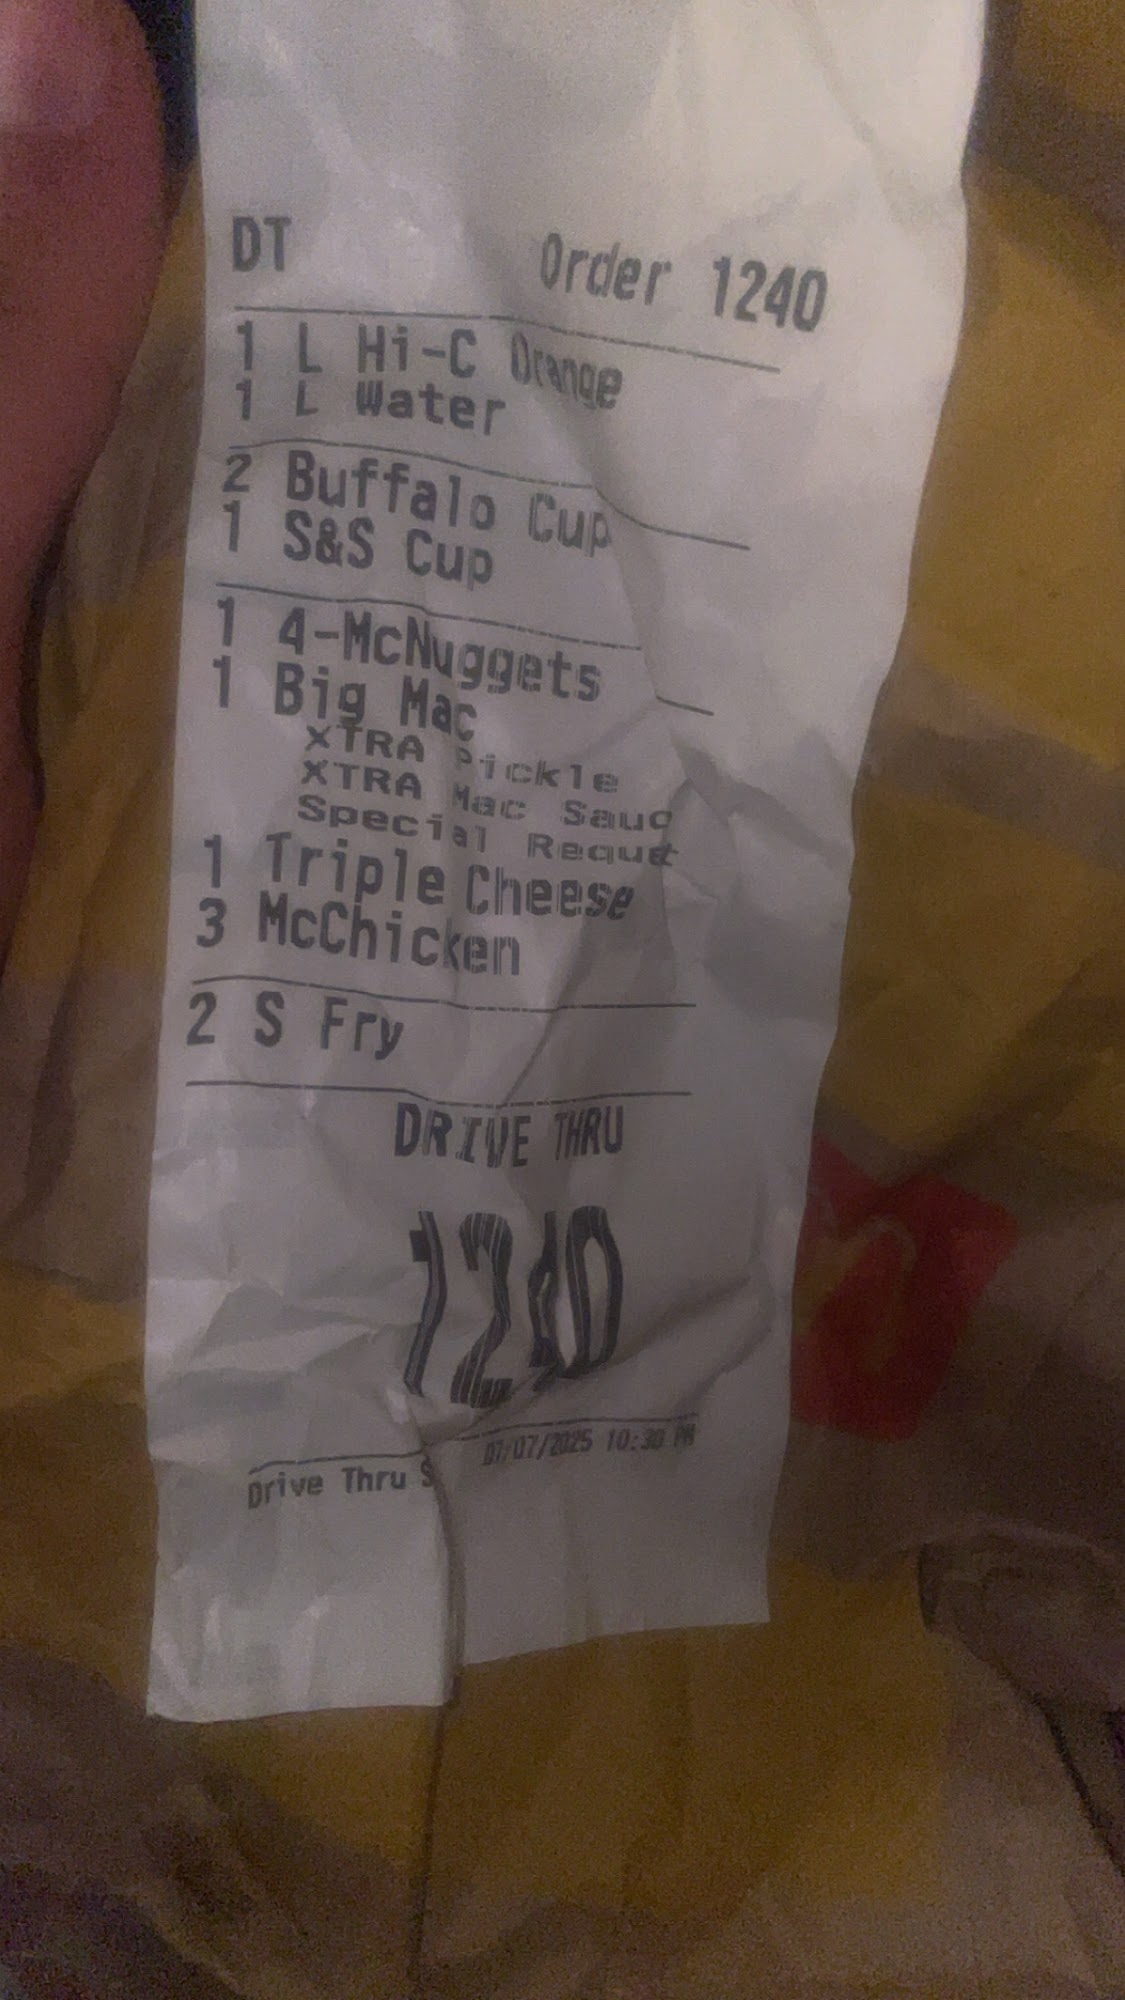 DT Order 1240
1 L Hi-C Orange
1 L Water
2 Buffalo Cup
1 S&S Cup
1 4-McNuggets
1 Big Mac
XTRA Pickle
XTRA Mac Sauc
Special Requt
1 Triple Cheese
3 McChicken
2 S Fry
DRIVE THRU
1240
07/07/2025 10:30 PM
Drive Thru S